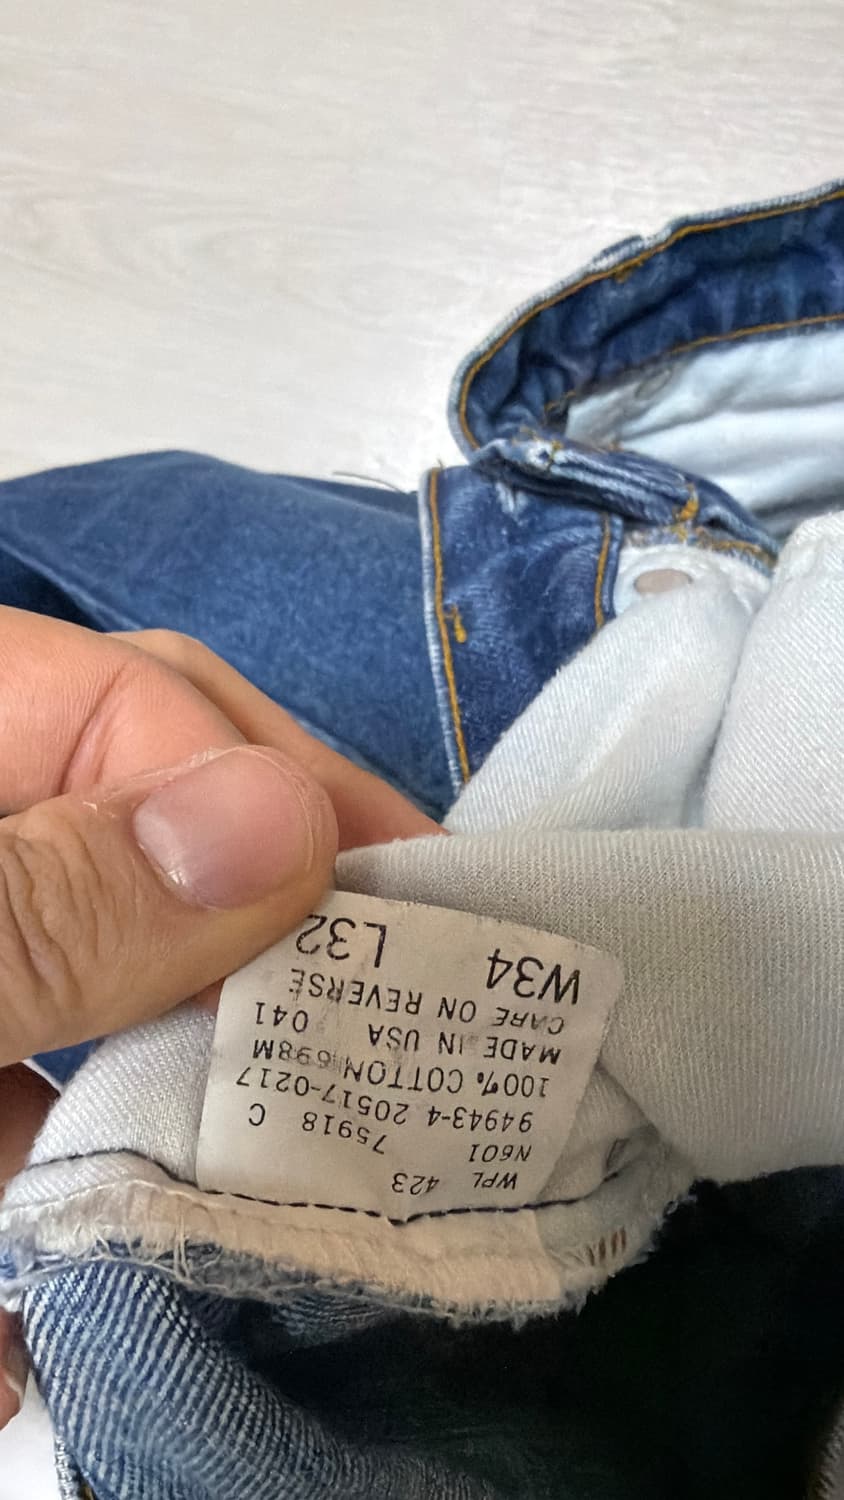 WPL 423
N601
75918 C
94943-4 20517-0217
100% COTTON 698M
MADE IN USA 041
CARE ON REVERSE
W34 L32